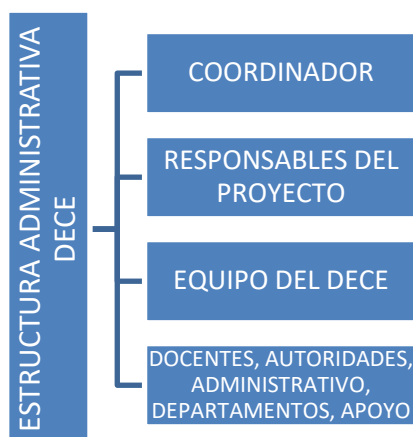 ESTRUCTURA ADMINISTRATIVA
DECE
COORDINADOR
RESPONSABLES DEL
PROYECTO
EQUIPO DEL DECE
DOCENTES, AUTORIDADES,
ADMINISTRATIVO,
DEPARTAMENTOS, APOYO